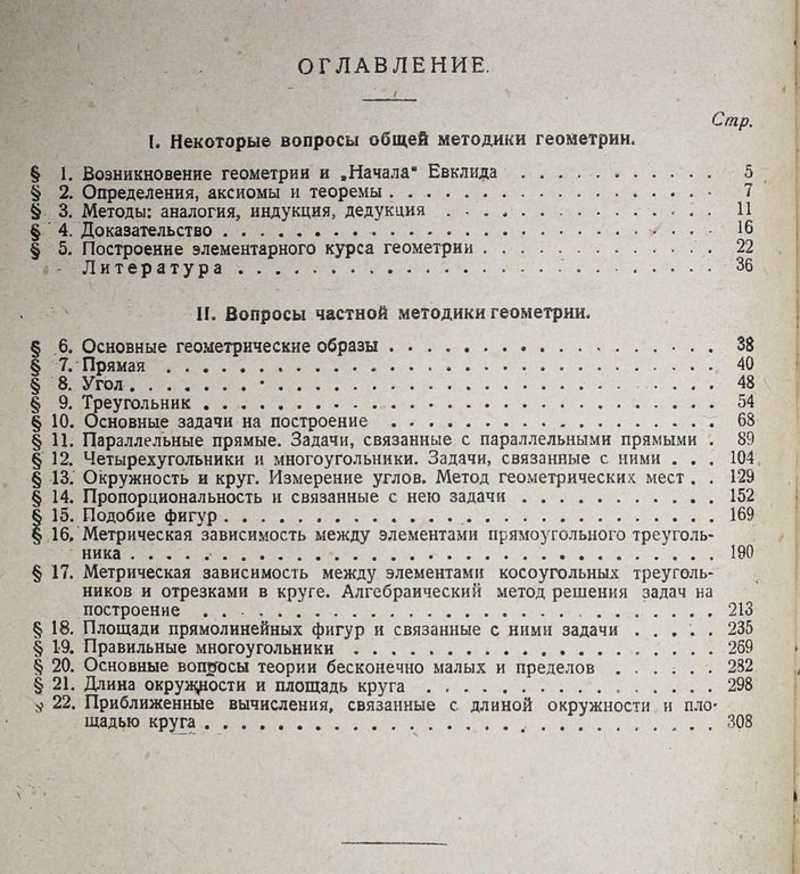 ОГЛАВЛЕНИЕ.
Стр.
I. Некоторые вопросы общей методики геометрии.
§ 1. Возникновение геометрии и „Начала" Евклида . . . . . . . . . . . 5
§ 2. Определения, аксиомы и теоремы . . . . . . . . . . . . . . . . . . 7
§ 3. Методы: аналогия, индукция, дедукция . . . . . . . . . . . . . . . 11
§ 4. Доказательство . . . . . . . . . . . . . . . . . . . . . . . . . . . 16
§ 5. Построение элементарного курса геометрии . . . . . . . . . . . . . 22
Литература . . . . . . . . . . . . . . . . . . . . . . . . . . 36
II. Вопросы частной методики геометрии.
§ 6. Основные геометрические образы . . . . . . . . . . . . . . . . . . 38
§ 7. Прямая . . . . . . . . . . . . . . . . . . . . . . . . . . . . . . 40
§ 8. Угол . . . . . . . . . . . . . . . . . . . . . . . . . . . . . . . . 48
§ 9. Треугольник . . . . . . . . . . . . . . . . . . . . . . . . . . . . 54
§ 10. Основные задачи на построение . . . . . . . . . . . . . . . . . . 68
§ 11. Параллельные прямые. Задачи, связанные с параллельными прямыми . 89
§ 12. Четырехугольники и многоугольники. Задачи, связанные с ними . . . 104
§ 13. Окружность и круг. Измерение углов. Метод геометрических мест . . 129
§ 14. Пропорциональность и связанные с нею задачи . . . . . . . . . . . 152
§ 15. Подобие фигур . . . . . . . . . . . . . . . . . . . . . . . . . . . 169
§ 16. Метрическая зависимость между элементами прямоугольного треуголь-
ника . . . . . . . . . . . . . . . . . . . . . . . . . . . . . . . . 190
§ 17. Метрическая зависимость между элементами косоугольных треуголь-
ников и отрезками в круге. Алгебраический метод решения задач на
построение . . . . . . . . . . . . . . . . . . . . . . . . . . . . 213
§ 18. Площади прямолинейных фигур и связанные с ними задачи . . . . . 235
§ 19. Правильные многоугольники . . . . . . . . . . . . . . . . . . . . 269
§ 20. Основные вопросы теории бесконечно малых и пределов . . . . . . 282
§ 21. Длина окружности и площадь круга . . . . . . . . . . . . . . . . 298
§ 22. Приближенные вычисления, связанные с длиной окружности и пло-
щадью круга . . . . . . . . . . . . . . . . . . . . . . . . . . . . 308